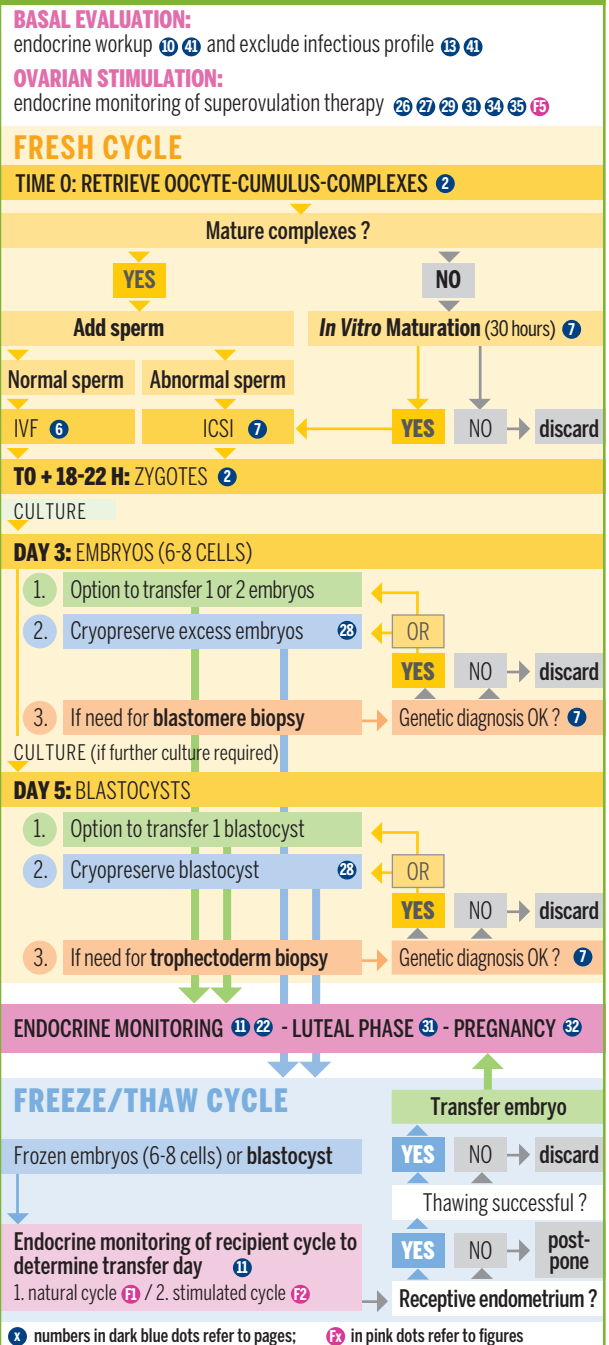 BASAL EVALUATION:
endocrine workup 10 41 and exclude infectious profile 13 41
OVARIAN STIMULATION:
endocrine monitoring of superovulation therapy 26 27 29 31 34 35 F5
FRESH CYCLE
TIME 0: RETRIEVE OOCYTE-CUMULUS-COMPLEXES 2
Mature complexes ?
YES NO
Add sperm In Vitro Maturation (30 hours) 7
Normal sperm Abnormal sperm
IVF 6 ICSI 7 YES NO discard
T0 + 18-22 H: ZYGOTES 2
CULTURE
DAY 3: EMBRYOS (6-8 CELLS)
1. Option to transfer 1 or 2 embryos
2. Cryopreserve excess embryos 28 OR
YES NO discard
3. If need for blastomere biopsy Genetic diagnosis OK ? 7
CULTURE (if further culture required)
DAY 5: BLASTOCYSTS
1. Option to transfer 1 blastocyst
2. Cryopreserve blastocyst 28 OR
YES NO discard
3. If need for trophectoderm biopsy Genetic diagnosis OK ? 7
ENDOCRINE MONITORING 11 22 - LUTEAL PHASE 31 - PREGNANCY 32
FREEZE/THAW CYCLE
Transfer embryo
Frozen embryos (6-8 cells) or blastocyst YES NO discard
Thawing successful ?
Endocrine monitoring of recipient cycle to
determine transfer day 11
YES NO post-
pone
1. natural cycle F1 / 2. stimulated cycle F2 Receptive endometrium ?
x numbers in dark blue dots refer to pages; Fx in pink dots refer to figures